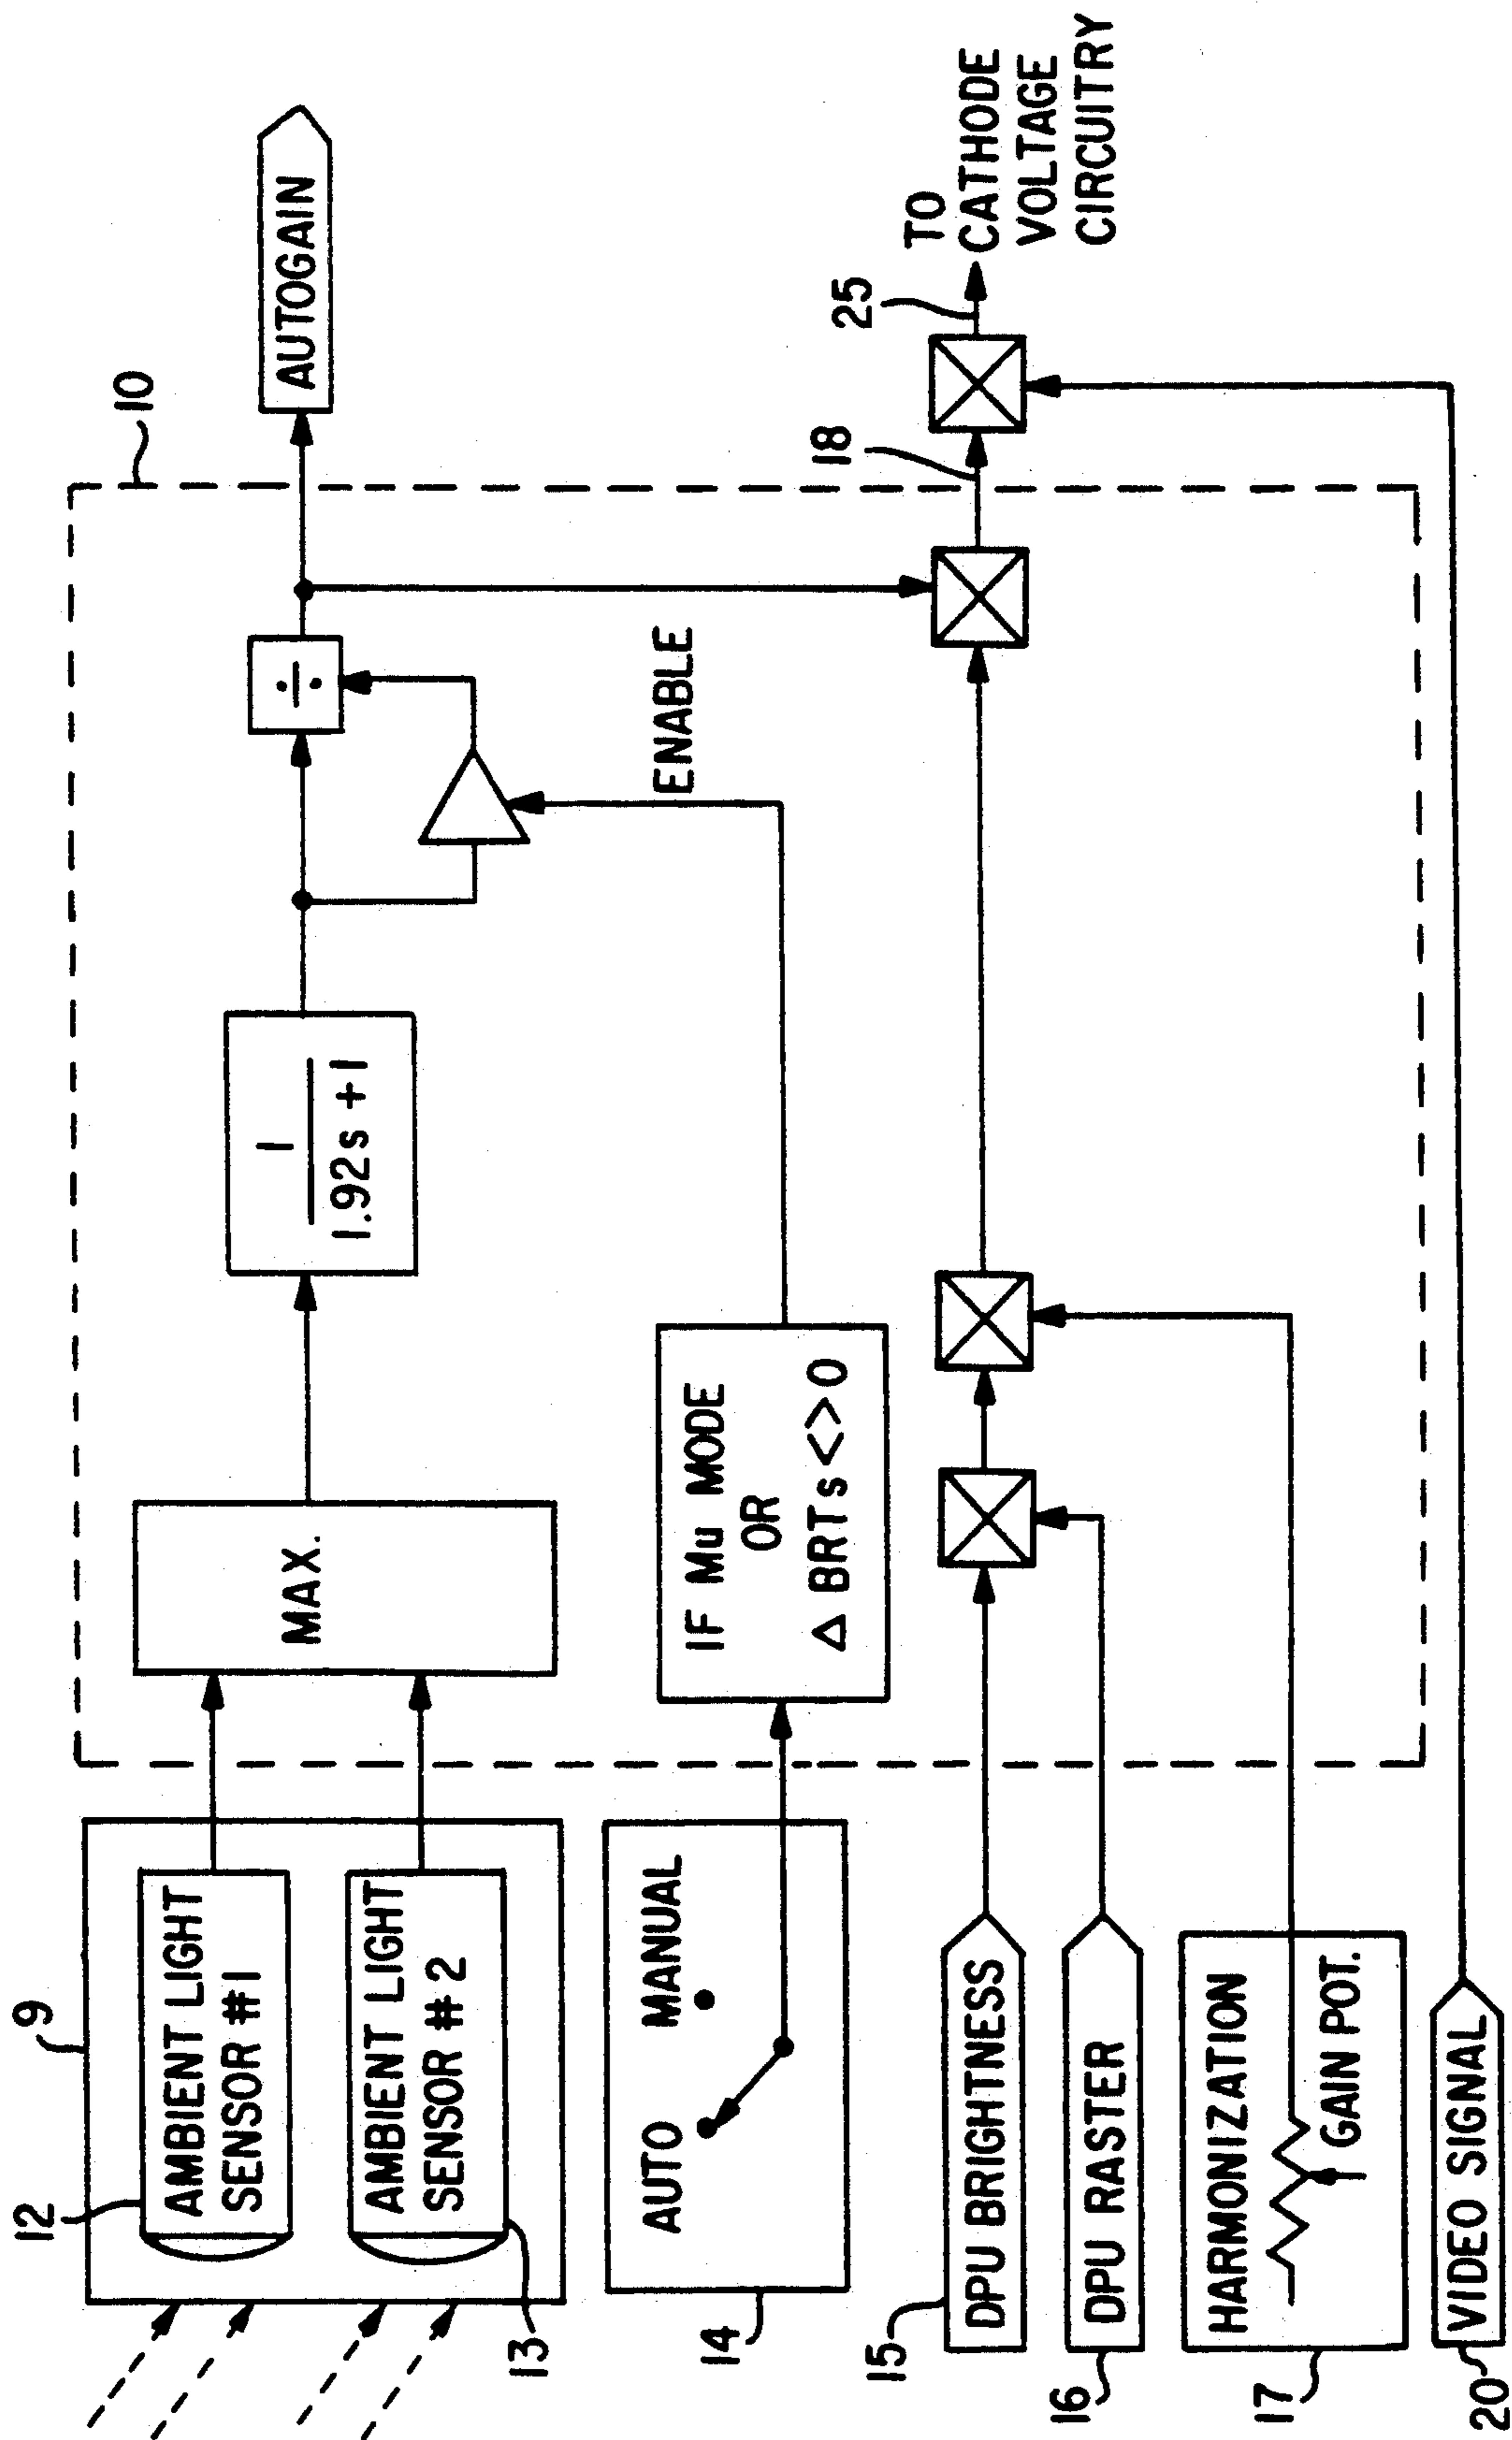 9
12
AMBIENT LIGHT
SENSOR #1
AMBIENT LIGHT
SENSOR #2
13
MAX.
1
1.92s + 1
÷
10
AUTOGAIN
14
AUTO
MANUAL
IF Mu MODE
OR
Δ BRTs <> 0
ENABLE
15
DPU BRIGHTNESS
16
DPU RASTER
17
HARMONIZATION
GAIN POT.
18
25
TO
CATHODE
VOLTAGE
CIRCUITRY
20
VIDEO SIGNAL